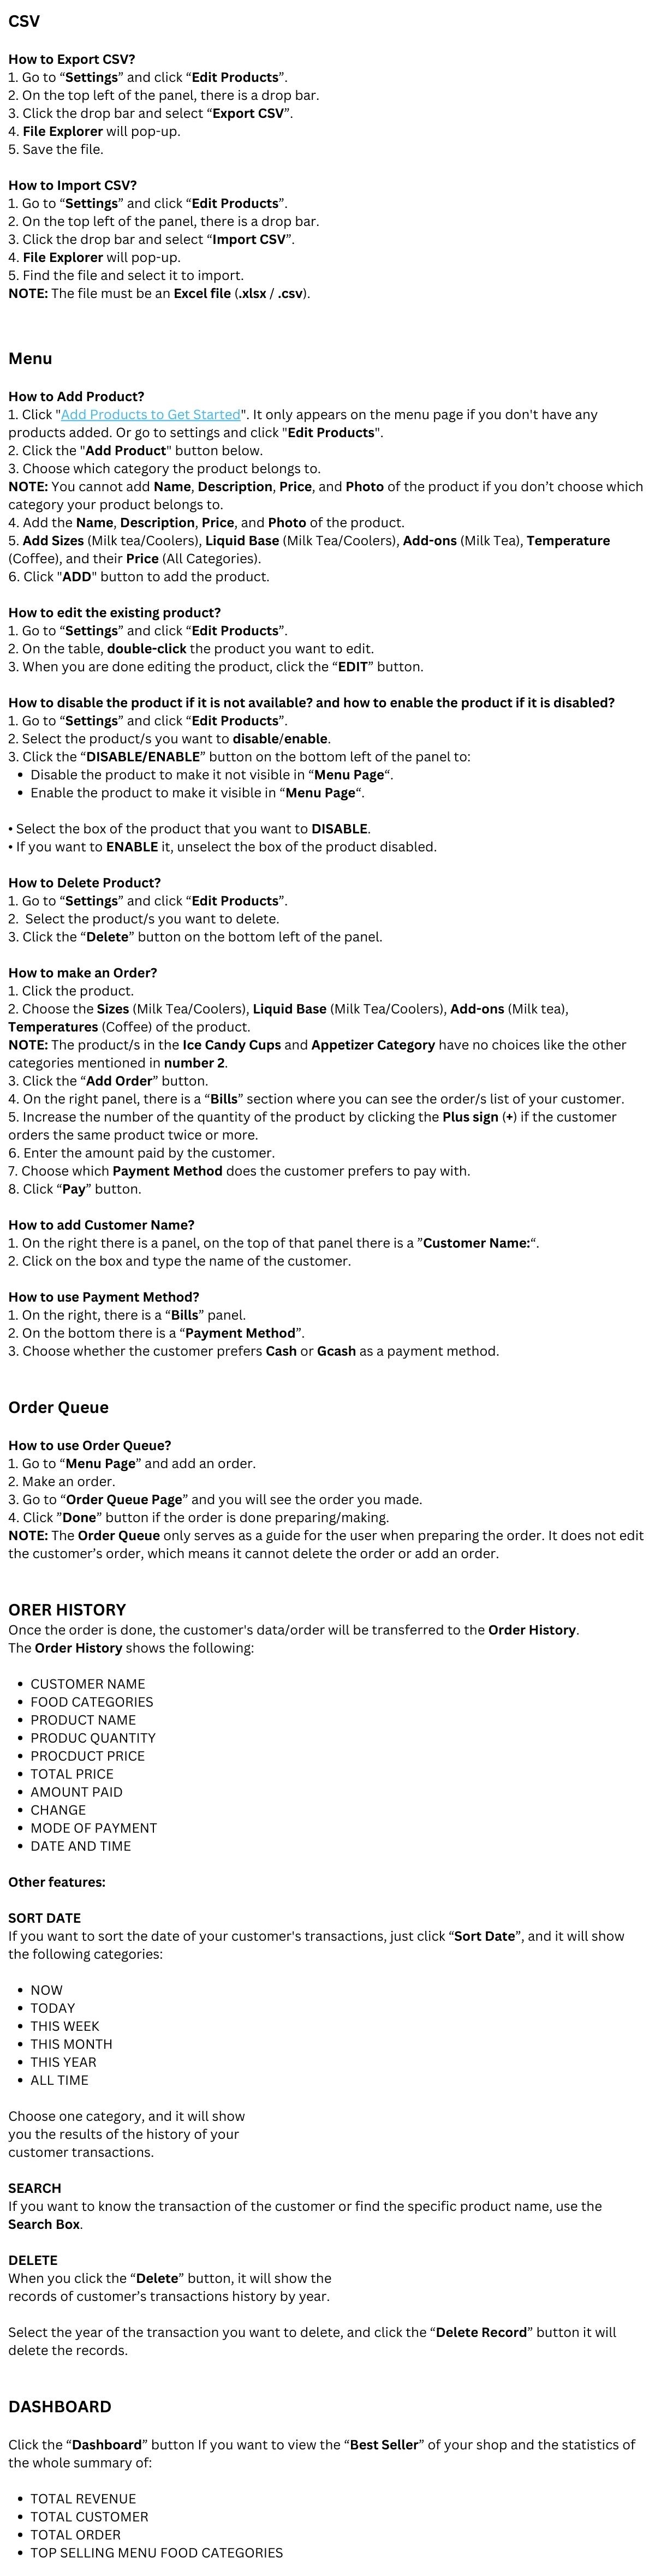 CSV
How to Export CSV?
1. Go to “Settings” and click “Edit Products”.
2. On the top left of the panel, there is a drop bar.
3. Click the drop bar and select “Export CSV”.
4. File Explorer will pop-up.
5. Save the file.
How to Import CSV?
1. Go to “Settings” and click “Edit Products”.
2. On the top left of the panel, there is a drop bar.
3. Click the drop bar and select “Import CSV”.
4. File Explorer will pop-up.
5. Find the file and select it to import.
NOTE: The file must be an Excel file (.xlsx / .csv).
Menu
How to Add Product?
1. Click "Add Products to Get Started". It only appears on the menu page if you don't have any
products added. Or go to settings and click "Edit Products".
2. Click the "Add Product" button below.
3. Choose which category the product belongs to.
NOTE: You cannot add Name, Description, Price, and Photo of the product if you don’t choose which
category your product belongs to.
4. Add the Name, Description, Price, and Photo of the product.
5. Add Sizes (Milk tea/Coolers), Liquid Base (Milk Tea/Coolers), Add-ons (Milk Tea), Temperature
(Coffee), and their Price (All Categories).
6. Click "ADD" button to add the product.
How to edit the existing product?
1. Go to “Settings” and click “Edit Products”.
2. On the table, double-click the product you want to edit.
3. When you are done editing the product, click the “EDIT” button.
How to disable the product if it is not available? and how to enable the product if it is disabled?
1. Go to “Settings” and click “Edit Products”.
2. Select the product/s you want to disable/enable.
3. Click the “DISABLE/ENABLE” button on the bottom left of the panel to:
• Disable the product to make it not visible in “Menu Page“.
• Enable the product to make it visible in “Menu Page“.
• Select the box of the product that you want to DISABLE.
• If you want to ENABLE it, unselect the box of the product disabled.
How to Delete Product?
1. Go to “Settings” and click “Edit Products”.
2.  Select the product/s you want to delete.
3. Click the “Delete” button on the bottom left of the panel.
How to make an Order?
1. Click the product.
2. Choose the Sizes (Milk Tea/Coolers), Liquid Base (Milk Tea/Coolers), Add-ons (Milk tea),
Temperatures (Coffee) of the product.
NOTE: The product/s in the Ice Candy Cups and Appetizer Category have no choices like the other
categories mentioned in number 2.
3. Click the “Add Order” button.
4. On the right panel, there is a “Bills” section where you can see the order/s list of your customer.
5. Increase the number of the quantity of the product by clicking the Plus sign (+) if the customer
orders the same product twice or more.
6. Enter the amount paid by the customer.
7. Choose which Payment Method does the customer prefers to pay with.
8. Click “Pay” button.
How to add Customer Name?
1. On the right there is a panel, on the top of that panel there is a ”Customer Name:“.
2. Click on the box and type the name of the customer.
How to use Payment Method?
1. On the right, there is a “Bills” panel.
2. On the bottom there is a “Payment Method”.
3. Choose whether the customer prefers Cash or Gcash as a payment method.
Order Queue
How to use Order Queue?
1. Go to “Menu Page” and add an order.
2. Make an order.
3. Go to “Order Queue Page” and you will see the order you made.
4. Click ”Done” button if the order is done preparing/making.
NOTE: The Order Queue only serves as a guide for the user when preparing the order. It does not edit
the customer’s order, which means it cannot delete the order or add an order.
ORER HISTORY
Once the order is done, the customer's data/order will be transferred to the Order History.
The Order History shows the following:
• CUSTOMER NAME
• FOOD CATEGORIES
• PRODUCT NAME
• PRODUC QUANTITY
• PROCDUCT PRICE
• TOTAL PRICE
• AMOUNT PAID
• CHANGE
• MODE OF PAYMENT
• DATE AND TIME
Other features:
SORT DATE
If you want to sort the date of your customer's transactions, just click “Sort Date”, and it will show
the following categories:
• NOW
• TODAY
• THIS WEEK
• THIS MONTH
• THIS YEAR
• ALL TIME
Choose one category, and it will show
you the results of the history of your
customer transactions.
SEARCH
If you want to know the transaction of the customer or find the specific product name, use the
Search Box.
DELETE
When you click the “Delete” button, it will show the
records of customer’s transactions history by year.
Select the year of the transaction you want to delete, and click the “Delete Record” button it will
delete the records.
DASHBOARD
Click the “Dashboard” button If you want to view the “Best Seller” of your shop and the statistics of
the whole summary of:
• TOTAL REVENUE
• TOTAL CUSTOMER
• TOTAL ORDER
• TOP SELLING MENU FOOD CATEGORIES